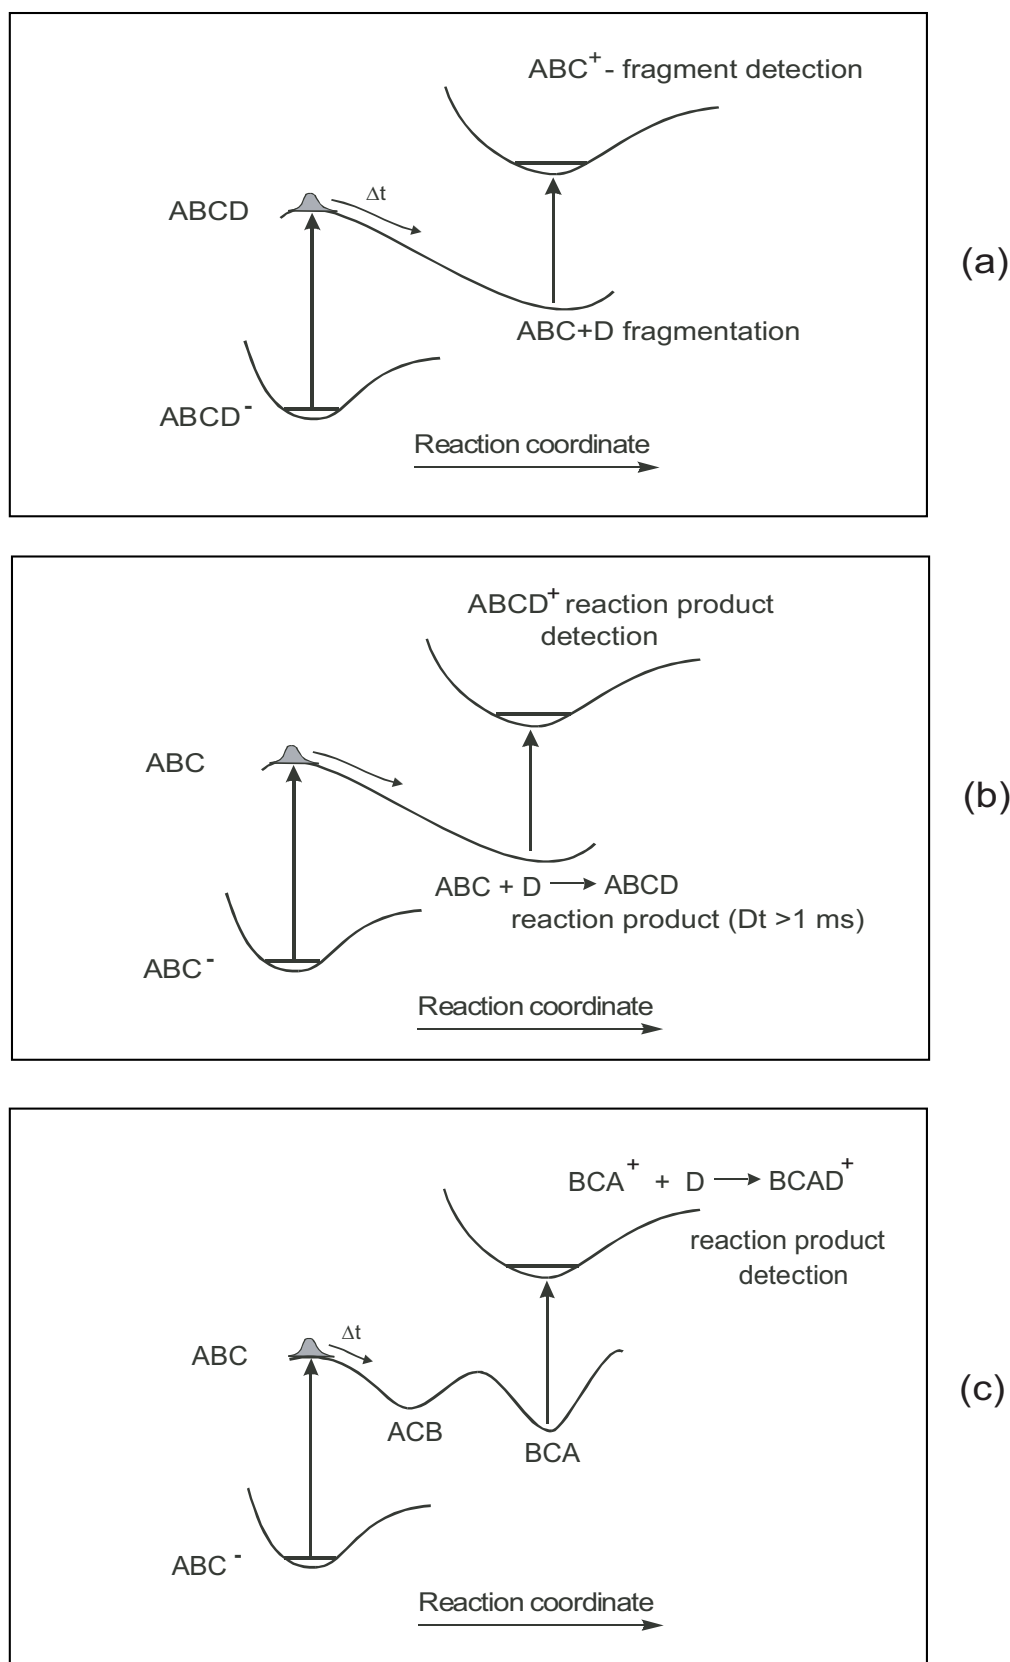 ABC⁺ - fragment detection
ABCD
Δt
(a)
ABC+D fragmentation
ABCD⁻
Reaction coordinate
ABCD⁺ reaction product
detection
ABC
(b)
ABC + D ⟶ ABCD
reaction product (Dt >1 ms)
ABC⁻
Reaction coordinate
BCA⁺ + D ⟶ BCAD⁺
reaction product
detection
Δt
ABC
(c)
ACB
BCA
ABC⁻
Reaction coordinate